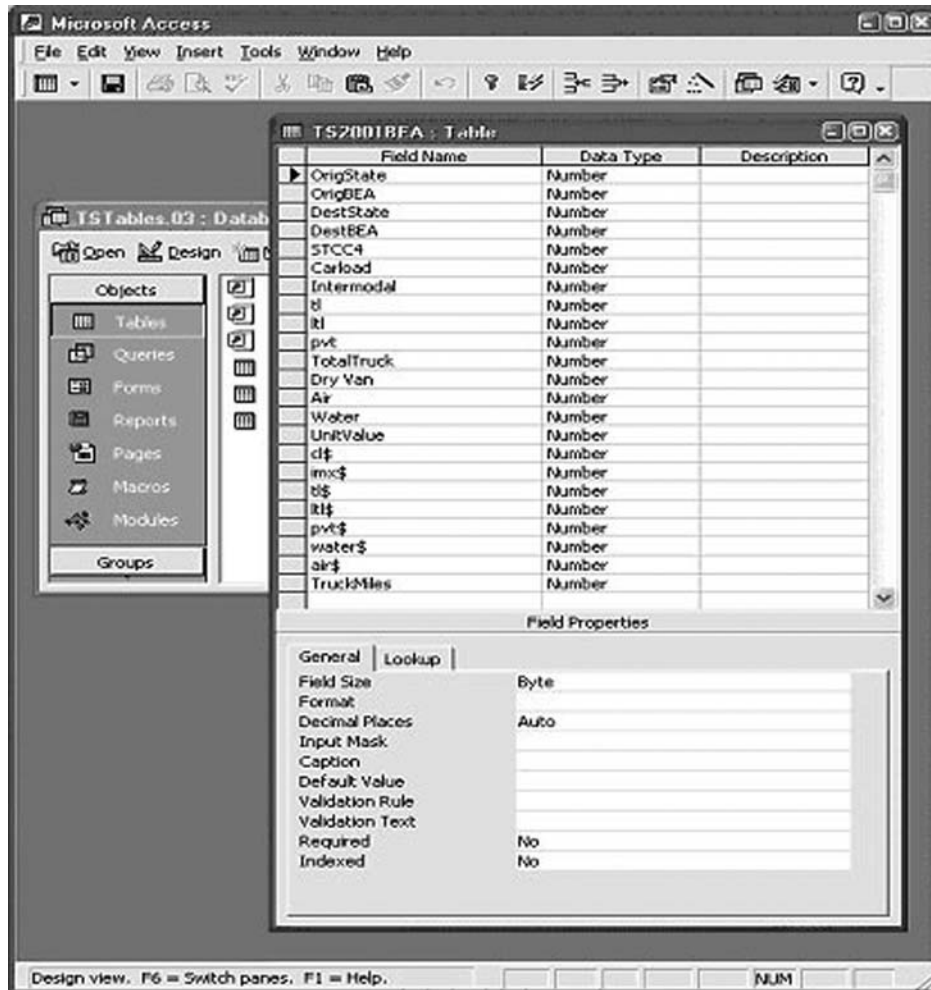 Microsoft Access
File Edit View Insert Tools Window Help
TS2001BEA : Table
Field Name Data Type Description
OrigState Number
OrigBEA Number
DestState Number
DestBEA Number
STCC4 Number
Carload Number
Intermodal Number
tl Number
ltl Number
pvt Number
TotalTruck Number
Dry Van Number
Air Number
Water Number
UnitValue Number
cl$ Number
imx$ Number
tl$ Number
ltl$ Number
pvt$ Number
water$ Number
air$ Number
TruckMiles Number
TSTables.03 : Datab
Open Design
Objects
Tables
Queries
Forms
Reports
Pages
Macros
Modules
Groups
Field Properties
General Lookup
Field Size Byte
Format
Decimal Places Auto
Input Mask
Caption
Default Value
Validation Rule
Validation Text
Required No
Indexed No
Design view. F6 = Switch panes. F1 = Help. NUM